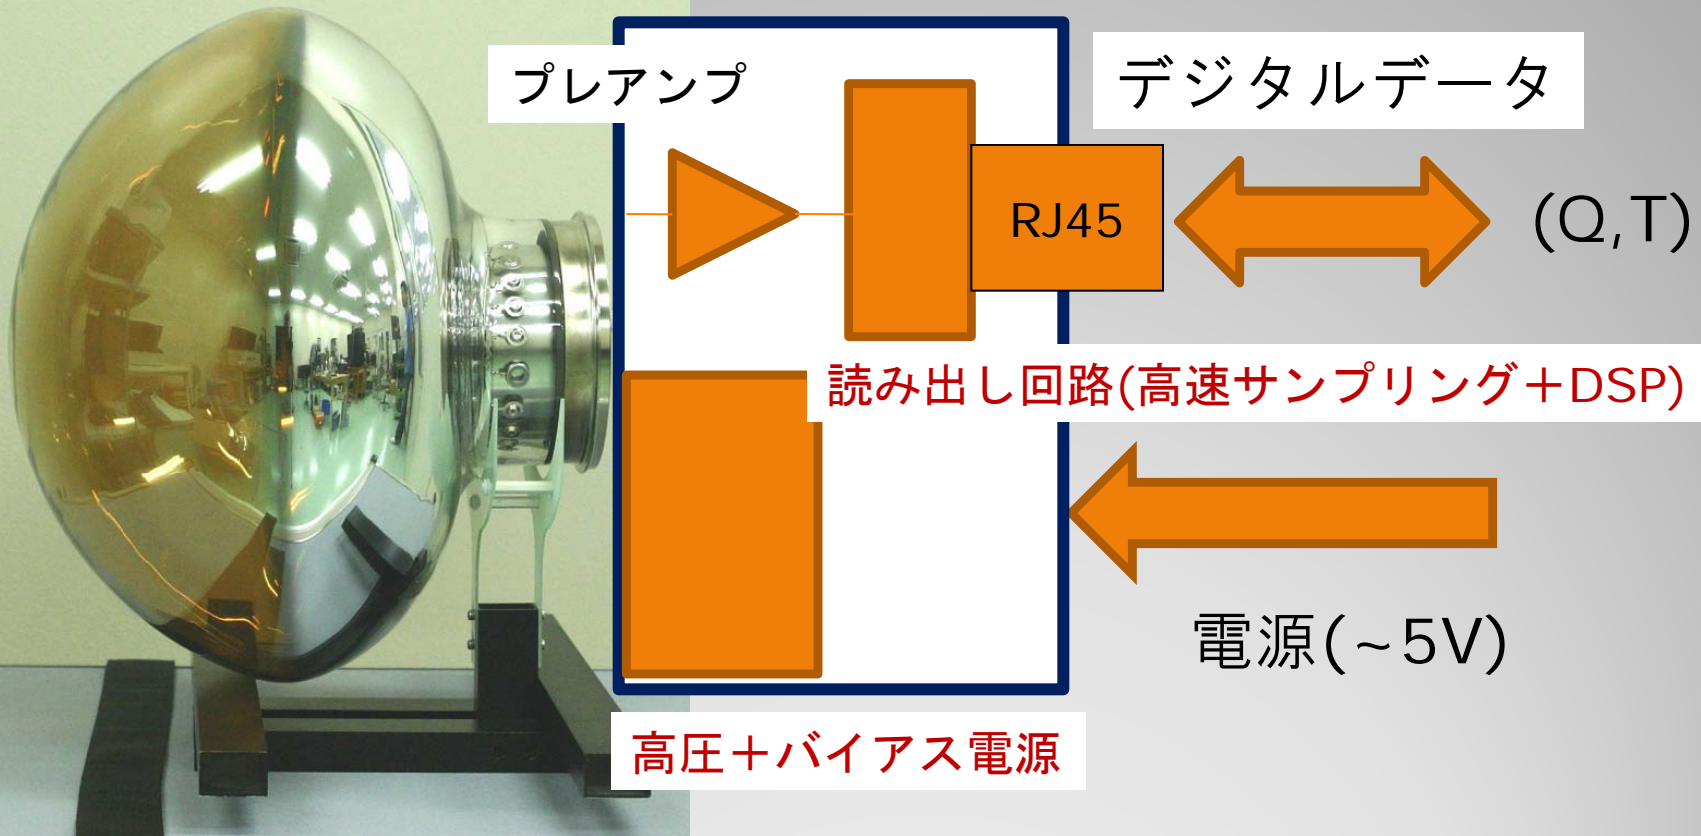 プレアンプ
デジタルデータ
RJ45
(Q,T)
読み出し回路(高速サンプリング＋DSP)
電源(~5V)
高圧＋バイアス電源